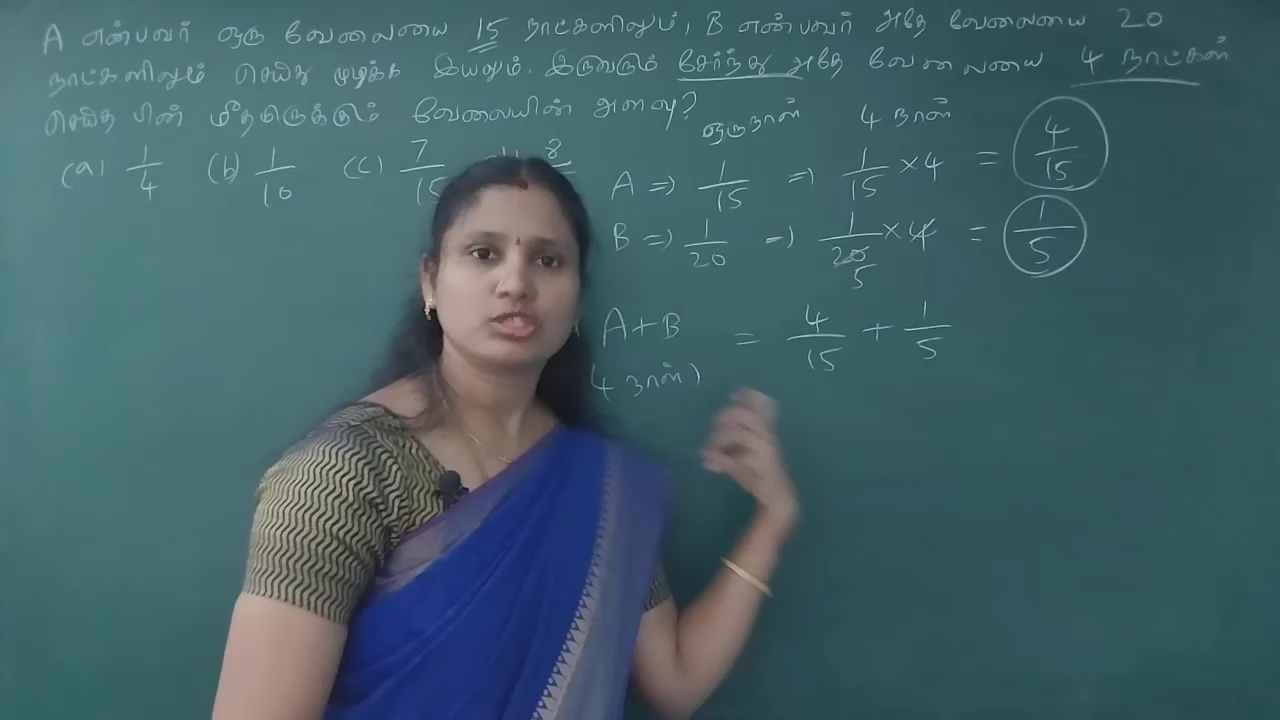 A என்பவர் ஒரு வேலையை 15 நாட்களிலும், B என்பவர் அதே வேலையை 20
நாட்களிலும் செய்து முடிக்க இயலும். இருவரும் சேர்ந்து அதே வேலையை 4 நாட்கள்
செய்த பின் மீதமிருக்கும் வேலையின் அளவு?
(a) 1/4 (b) 1/10 (c) 7/15 8/
ஒருநாள் 4 நாள்
A => 1/15 => 1/15 × 4 = 4/15
B => 1/20 => 1/20 × 4 = 1/5
5
A+B = 4/15 + 1/5
4 நாள்)